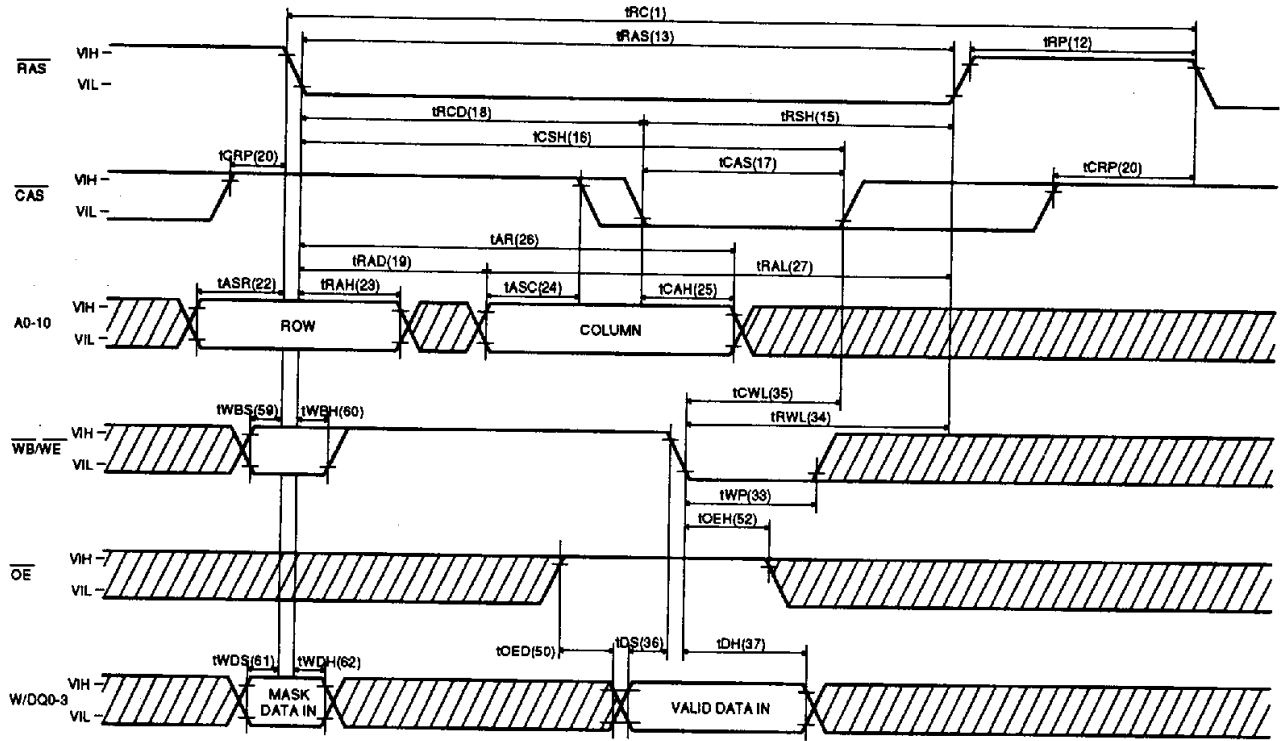 tRC(1)
tRAS(13)
tRP(12)
RAS
VIH
VIL
tRCD(18)
tRSH(15)
tCSH(16)
tCRP(20)
tCAS(17)
tCRP(20)
CAS
VIH
VIL
tAR(26)
tRAD(19)
tRAL(27)
tASR(22)
tRAH(23)
tASC(24)
tCAH(25)
A0-10
VIH
VIL
ROW
COLUMN
tCWL(35)
tRWL(34)
tWBS(59)
tWBH(60)
WB/WE
VIH
VIL
tWP(33)
tOEH(52)
OE
VIH
VIL
tOED(50)
tDS(36)
tDH(37)
tWDS(61)
tWDH(62)
W/DQ0-3
VIH
VIL
MASK
DATA IN
VALID DATA IN